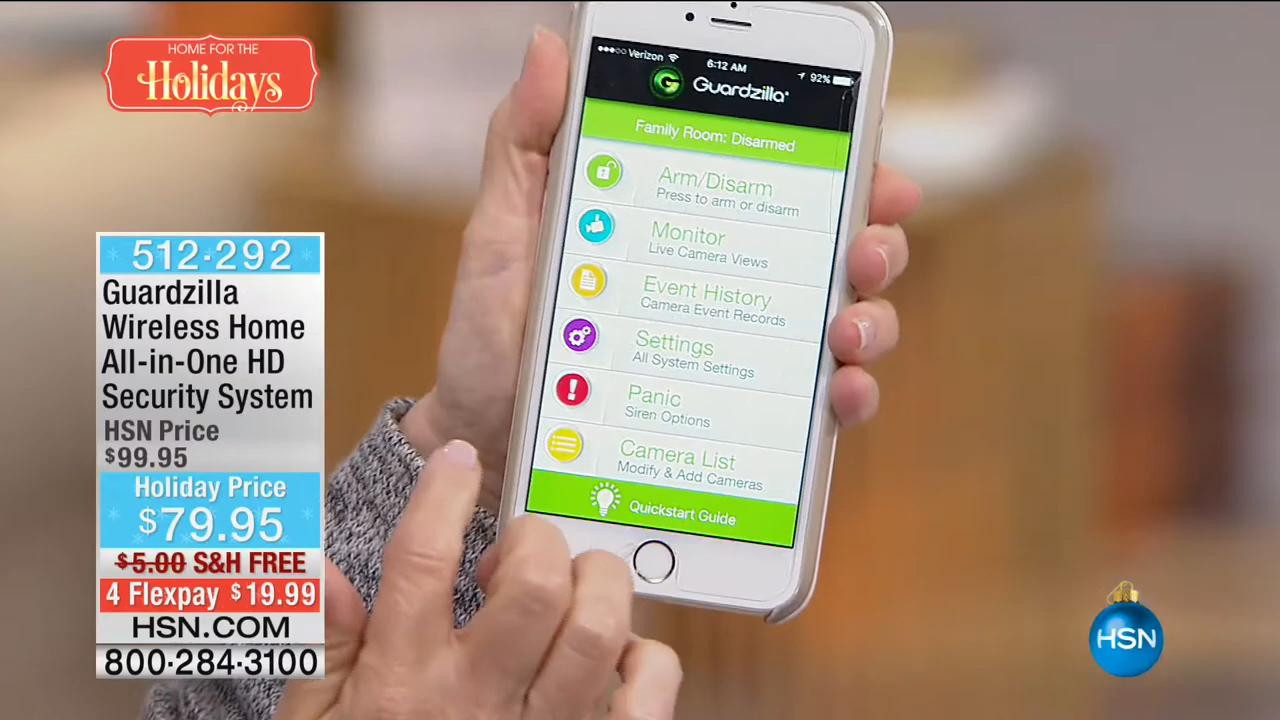 HOME FOR THE
Holidays
512-292
Guardzilla
Wireless Home
All-in-One HD
Security System
HSN Price
$99.95
Holiday Price
$79.95
$5.00 S&H FREE
4 Flexpay $19.99
HSN.COM
800-284-3100
Verizon 6:12 AM 92%
G Guardzilla
Family Room: Disarmed
Arm/Disarm
Press to arm or disarm
Monitor
Live Camera Views
Event History
Camera Event Records
Settings
All System Settings
Panic
Siren Options
Camera List
Modify & Add Cameras
Quickstart Guide
HSN